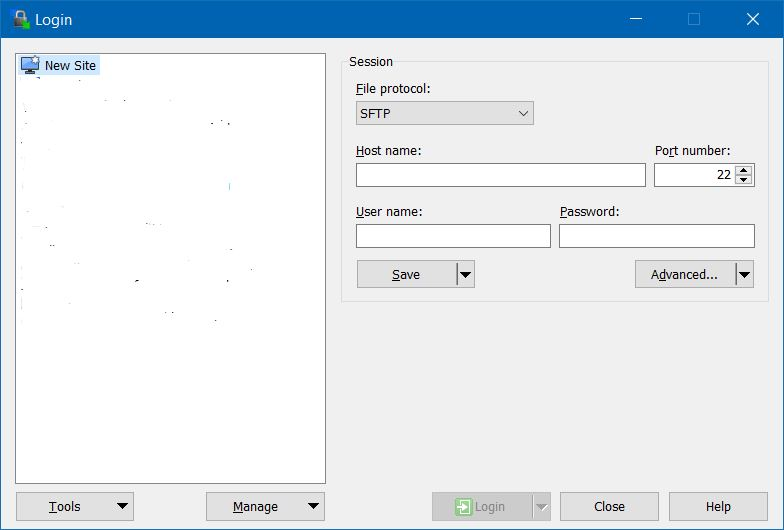 Login
New Site
Session
File protocol:
SFTP
Host name:
Port number:
22
User name:
Password:
Save
Advanced...
Tools
Manage
Login
Close
Help